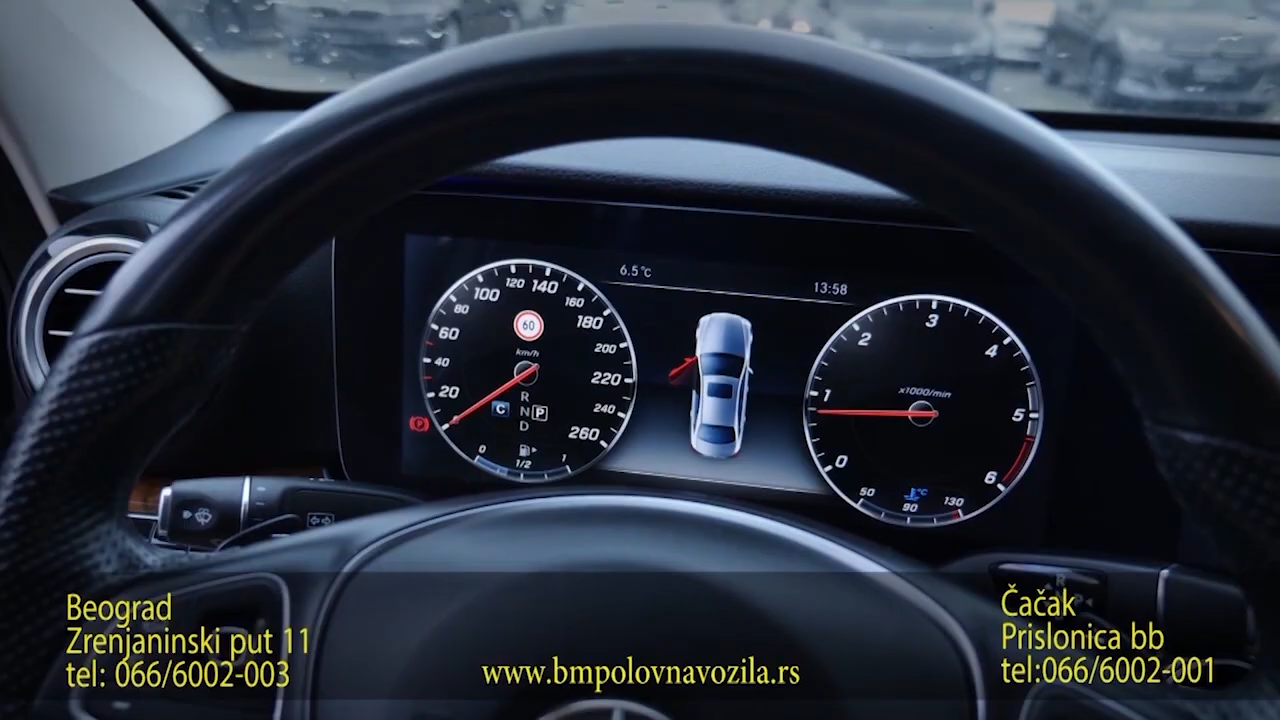 6.5°C
13:58
120 140
100 160
80 180
60
60 200
km/h
40 220
20 R
C N P 240
D
260
0 1/2 1
3
2 4
x1000/min
1 5
0 6
50 °C 130
90
Beograd
Zrenjaninski put 11
tel: 066/6002-003
www.bmpolovnavozila.rs
Čačak
Prislonica bb
tel:066/6002-001